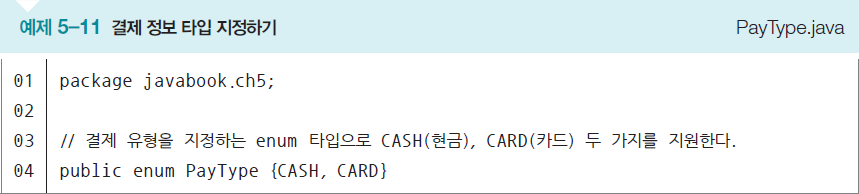 예제 5-11 결제 정보 타입 지정하기 PayType.java
01 package javabook.ch5;
02
03 // 결제 유형을 지정하는 enum 타입으로 CASH(현금), CARD(카드) 두 가지를 지원한다.
04 public enum PayType {CASH, CARD}